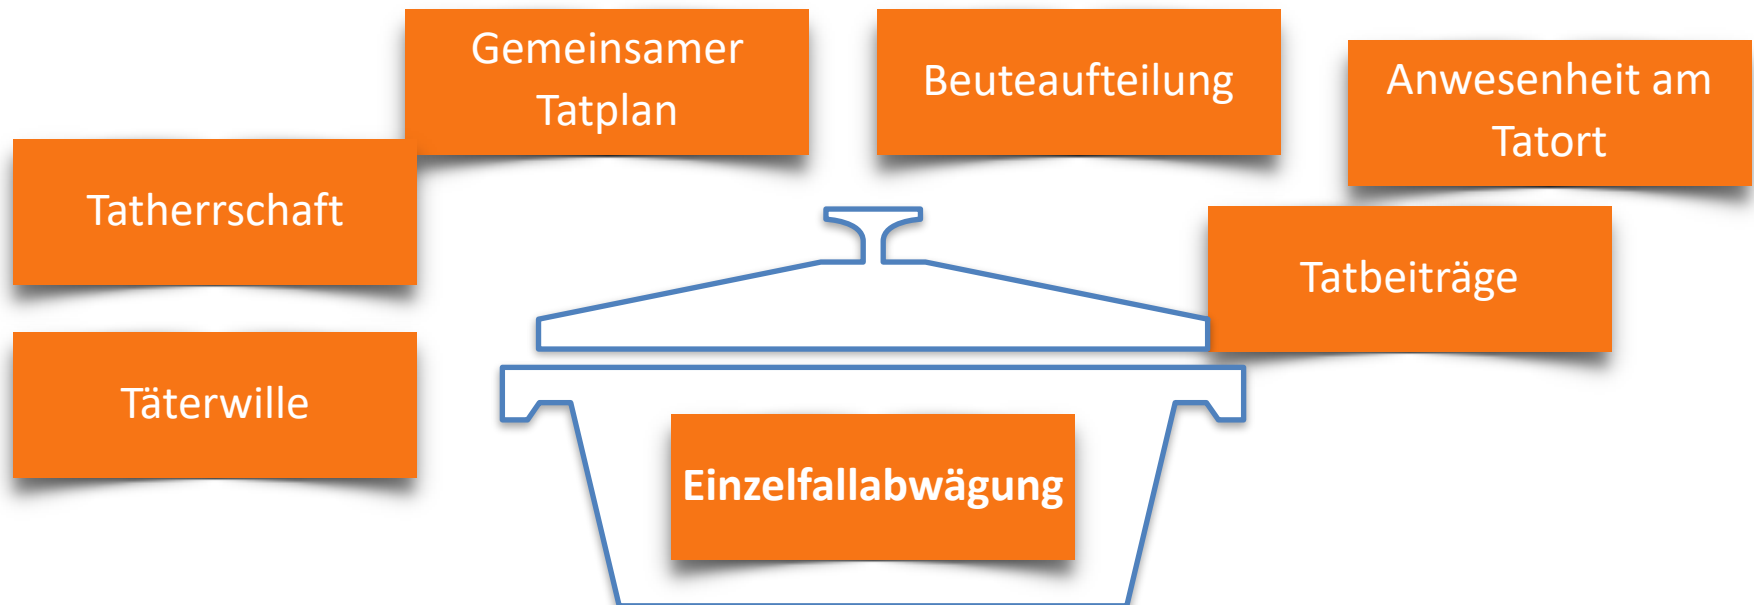 Gemeinsamer
Tatplan
Beuteaufteilung
Anwesenheit am
Tatort
Tatherrschaft
Tatbeiträge
Täterwille
Einzelfallabwägung